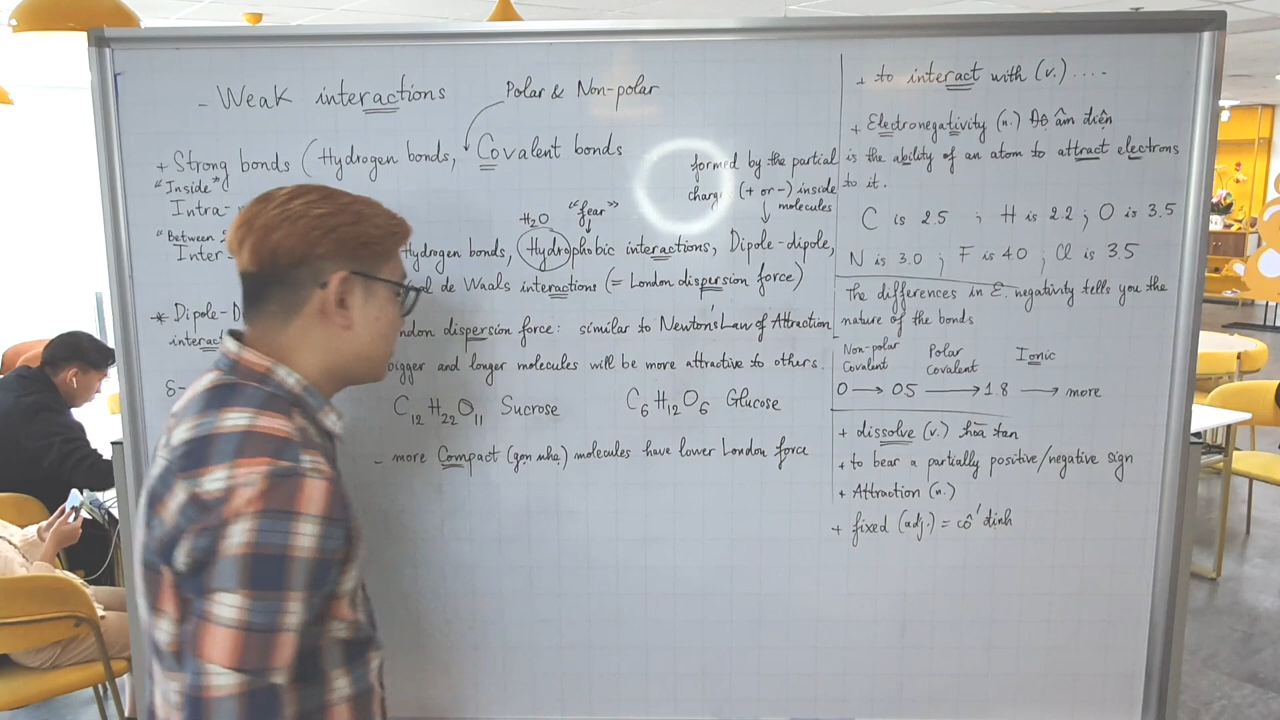 - Weak interactions
Polar & Non-polar
+ Strong bonds (Hydrogen bonds, Covalent bonds
"Inside"
Intra-
formed by the partial
charge (+ or -) inside
molecules
H₂O "fear"
"Between
Inter-
Hydrogen bonds, Hydrophobic interactions, Dipole-dipole,
de Waals interactions (= London dispersion force)
* Dipole-D
interact
δ-
dispersion force: similar to Newton's Law of Attraction
bigger and longer molecules will be more attractive to others.
C₁₂H₂₂O₁₁ Sucrose C₆H₁₂O₆ Glucose
- more Compact (gọn nhẹ) molecules have lower London force
+ to interact with (v.) ....
+ Electronegativity (n.) Độ âm điện
is the ability of an atom to attract electrons
to it.
C is 2.5 ; H is 2.2 ; O is 3.5
N is 3.0 ; F is 4.0 ; Cl is 3.5
The differences in E. negativity tells you the
nature of the bonds
Non-polar Covalent Polar Covalent Ionic
0 → 0.5 → 1.8 → more
+ dissolve (v.) hòa tan
+ to bear a partially positive/negative sign
+ Attraction (n.)
+ fixed (adj.) = cố định